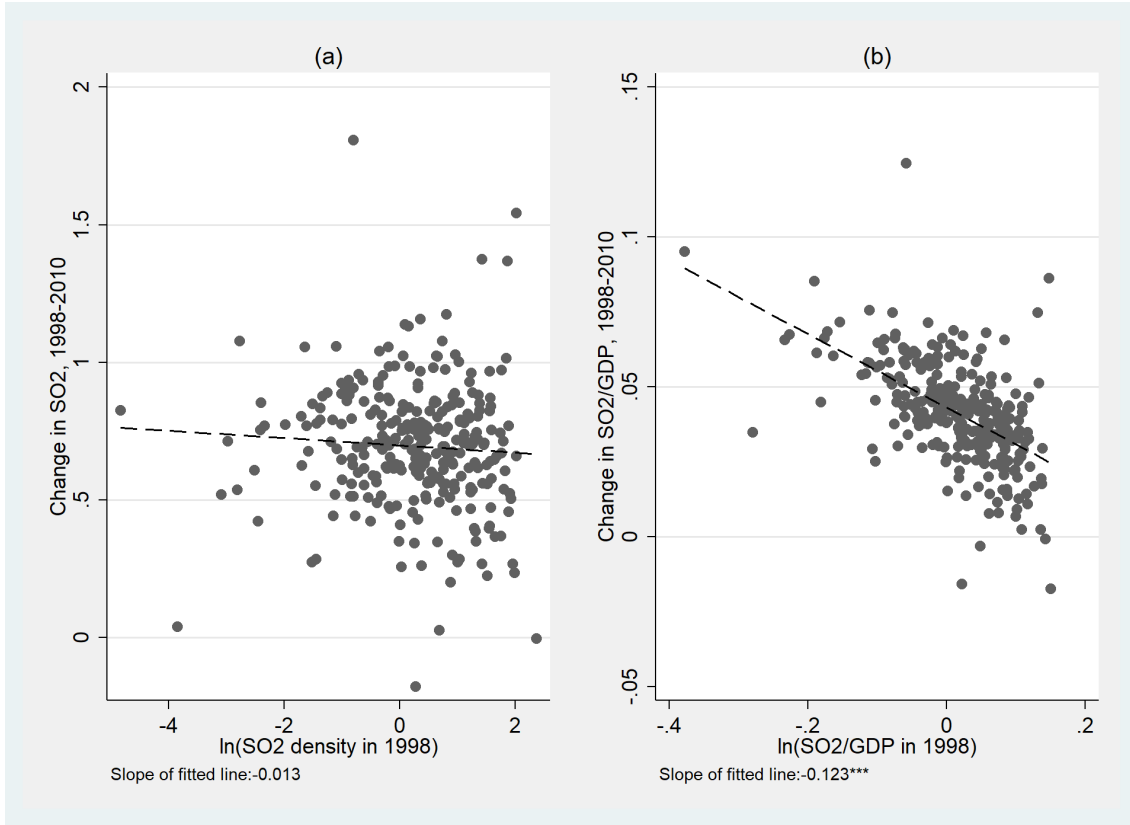 (a)
2
1.5
1
.5
0
Change in SO2, 1998-2010
-4 -2 0 2
ln(SO2 density in 1998)
Slope of fitted line:-0.013
(b)
.15
.1
.05
0
-.05
Change in SO2/GDP, 1998-2010
-.4 -.2 0 .2
ln(SO2/GDP in 1998)
Slope of fitted line:-0.123***